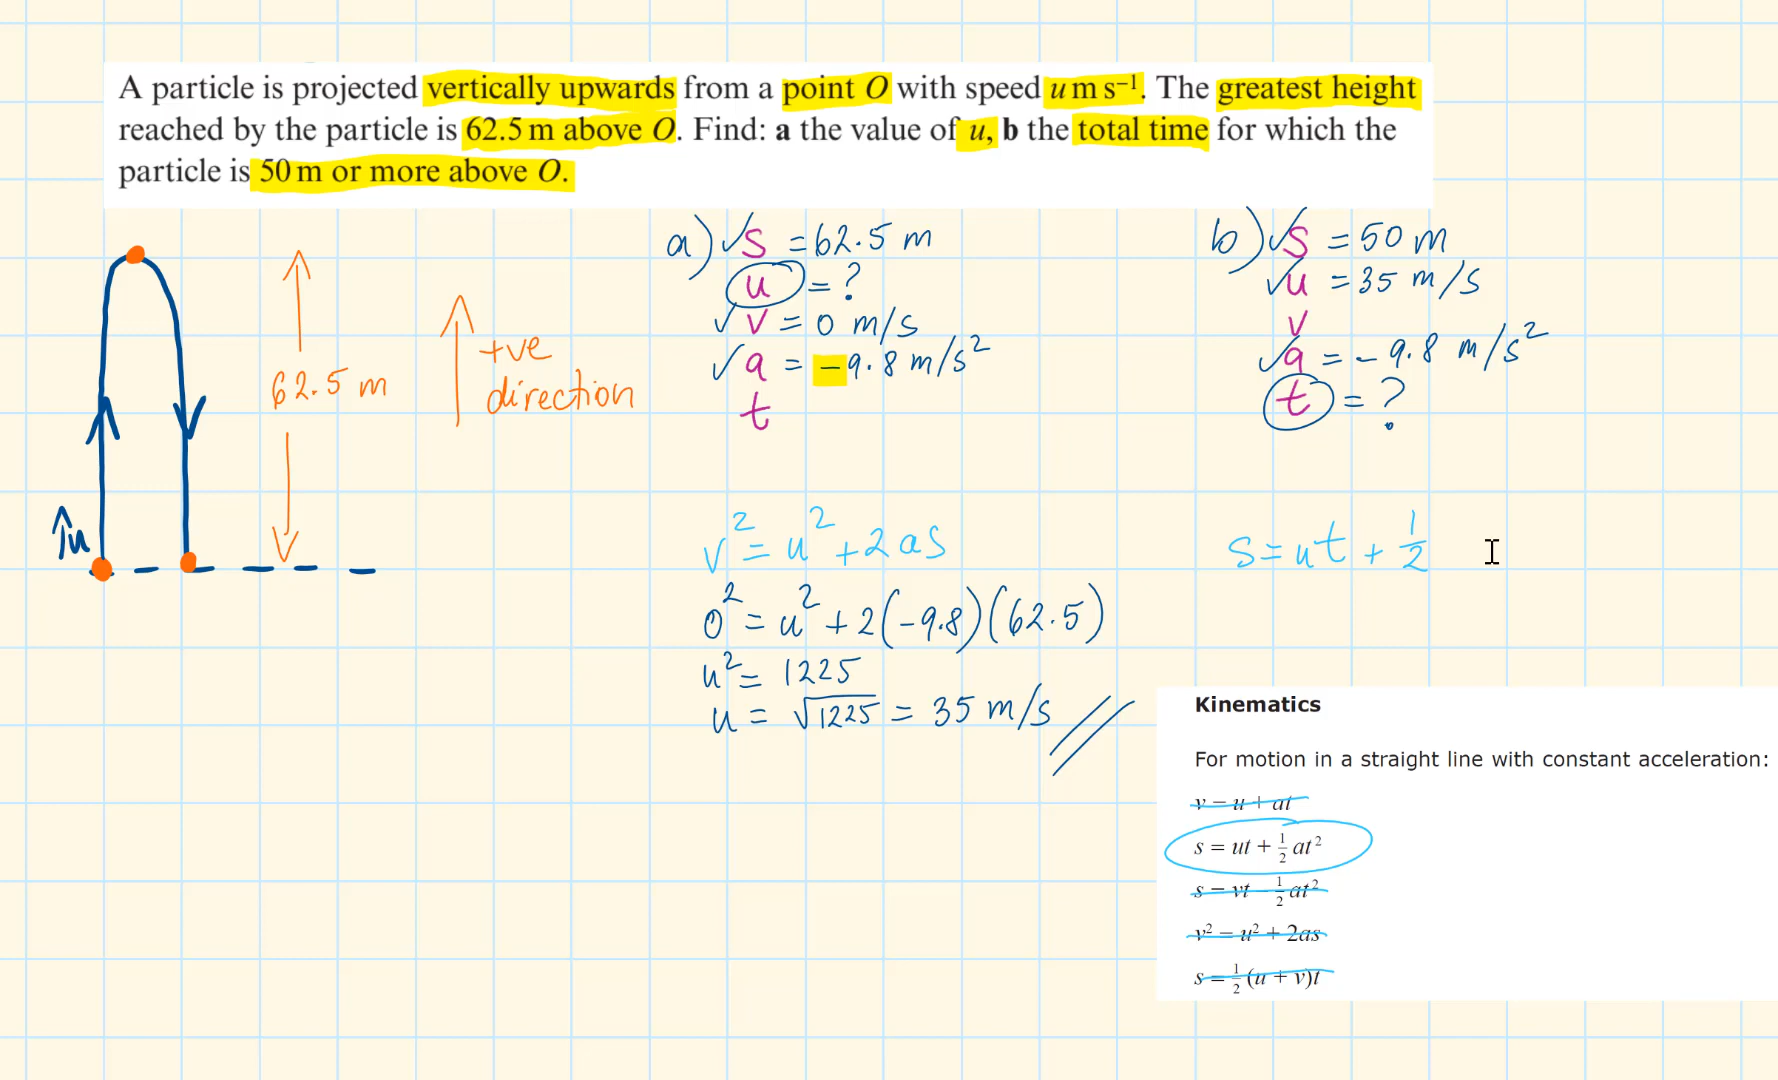 A particle is projected vertically upwards from a point O with speed u m s⁻¹. The greatest height
reached by the particle is 62.5 m above O. Find: a the value of u, b the total time for which the
particle is 50 m or more above O.
u
62.5 m
+ve
direction
a) ✓s = 62.5 m
u = ?
✓v = 0 m/s
✓a = -9.8 m/s²
t
v² = u² + 2as
0² = u² + 2(-9.8)(62.5)
u² = 1225
u = √1225 = 35 m/s
b) ✓s = 50 m
✓u = 35 m/s
v
✓a = -9.8 m/s²
t = ?
s = ut + 1/2
Kinematics
For motion in a straight line with constant acceleration:
v = u + at
s = ut + ½ at²
s = vt − ½ at²
v² = u² + 2as
s = ½ (u + v)t